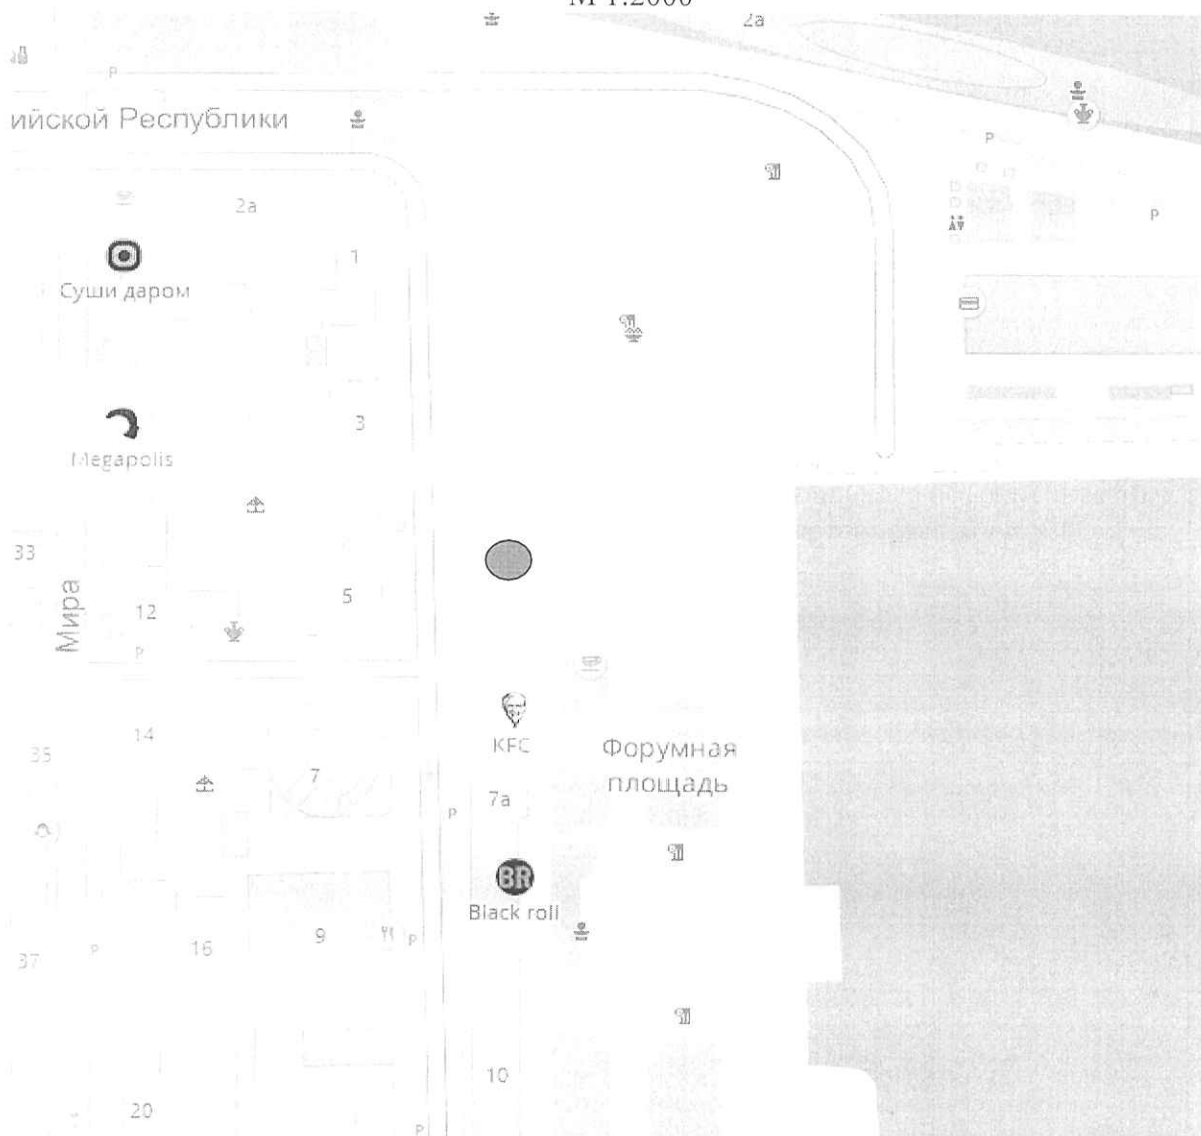 М 1:2000
2а
Р
ийской Республики
Р
2а
Р
1
Суши даром
3
Megapolis
33
Мира
12
5
Р
14
KFC
Форумная
площадь
35
7
7а
Р
BR
Black roll
9
Р
16
Р
37
10
20
Р